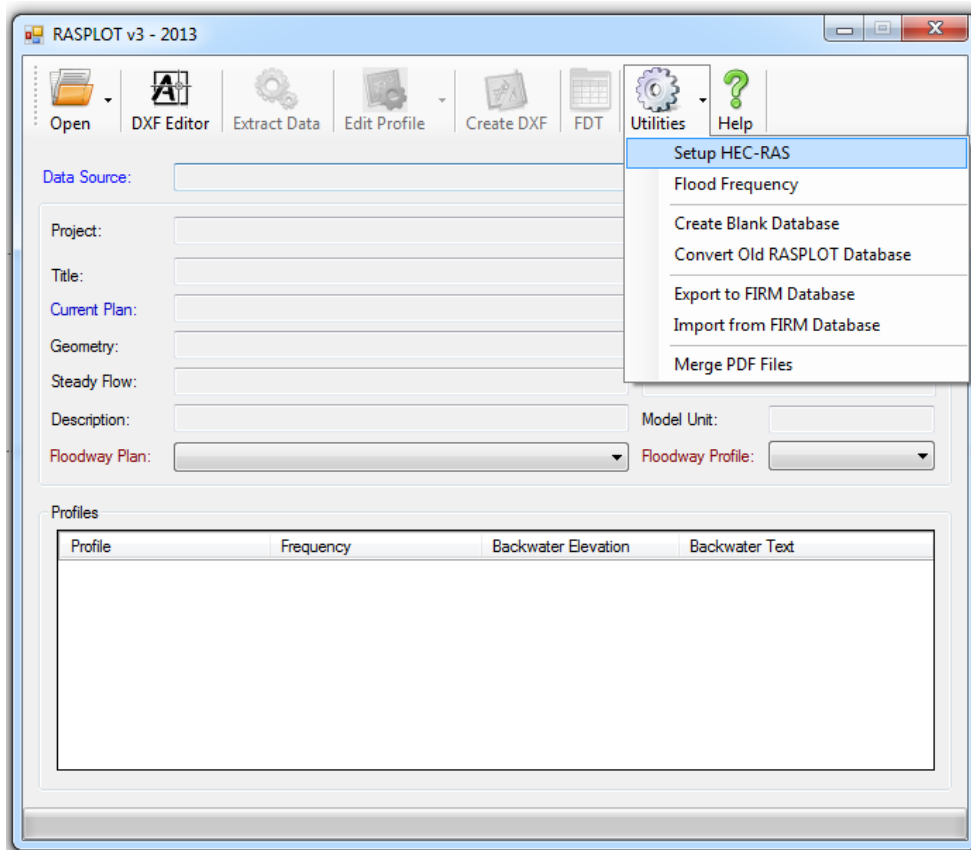 RASPLOT v3 - 2013
Open DXF Editor Extract Data Edit Profile Create DXF FDT Utilities Help
Setup HEC-RAS
Flood Frequency
Create Blank Database
Convert Old RASPLOT Database
Export to FIRM Database
Import from FIRM Database
Merge PDF Files
Data Source:
Project:
Title:
Current Plan:
Geometry:
Steady Flow:
Description:
Model Unit:
Floodway Plan:
Floodway Profile:
Profiles
Profile Frequency Backwater Elevation Backwater Text